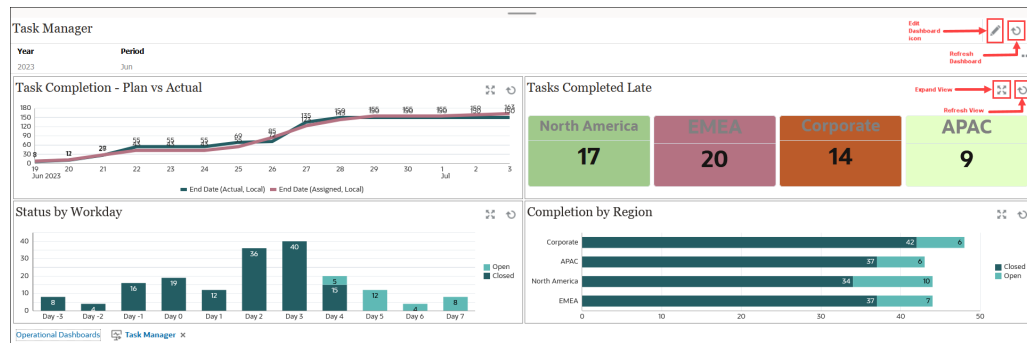 Task Manager
Edit
Dashboard
icon
Refresh
Dashboard
Year Period
2023 Jun
Task Completion - Plan vs Actual
180
150
120
90
60
30
0
8 12 55 55 55 69 85 135 150 155 155 155 163
143 150
19 20 21 22 23 24 25 26 27 28 29 30 1 2 3
Jun 2023 Jul
End Date (Actual, Local) End Date (Assigned, Local)
Tasks Completed Late
Expand View
Refresh View
North America EMEA Corporate APAC
17 20 14 9
Status by Workday
40
30
20
10
0
8 4 16 19 12 36 40 5 15 12 4 8
Day -3 Day -2 Day -1 Day 0 Day 1 Day 2 Day 3 Day 4 Day 5 Day 6 Day 7
Open
Closed
Completion by Region
Corporate 42 6
APAC 37 6
North America 34 10
EMEA 37 7
0 10 20 30 40 50
Closed
Open
Operational Dashboards Task Manager ×